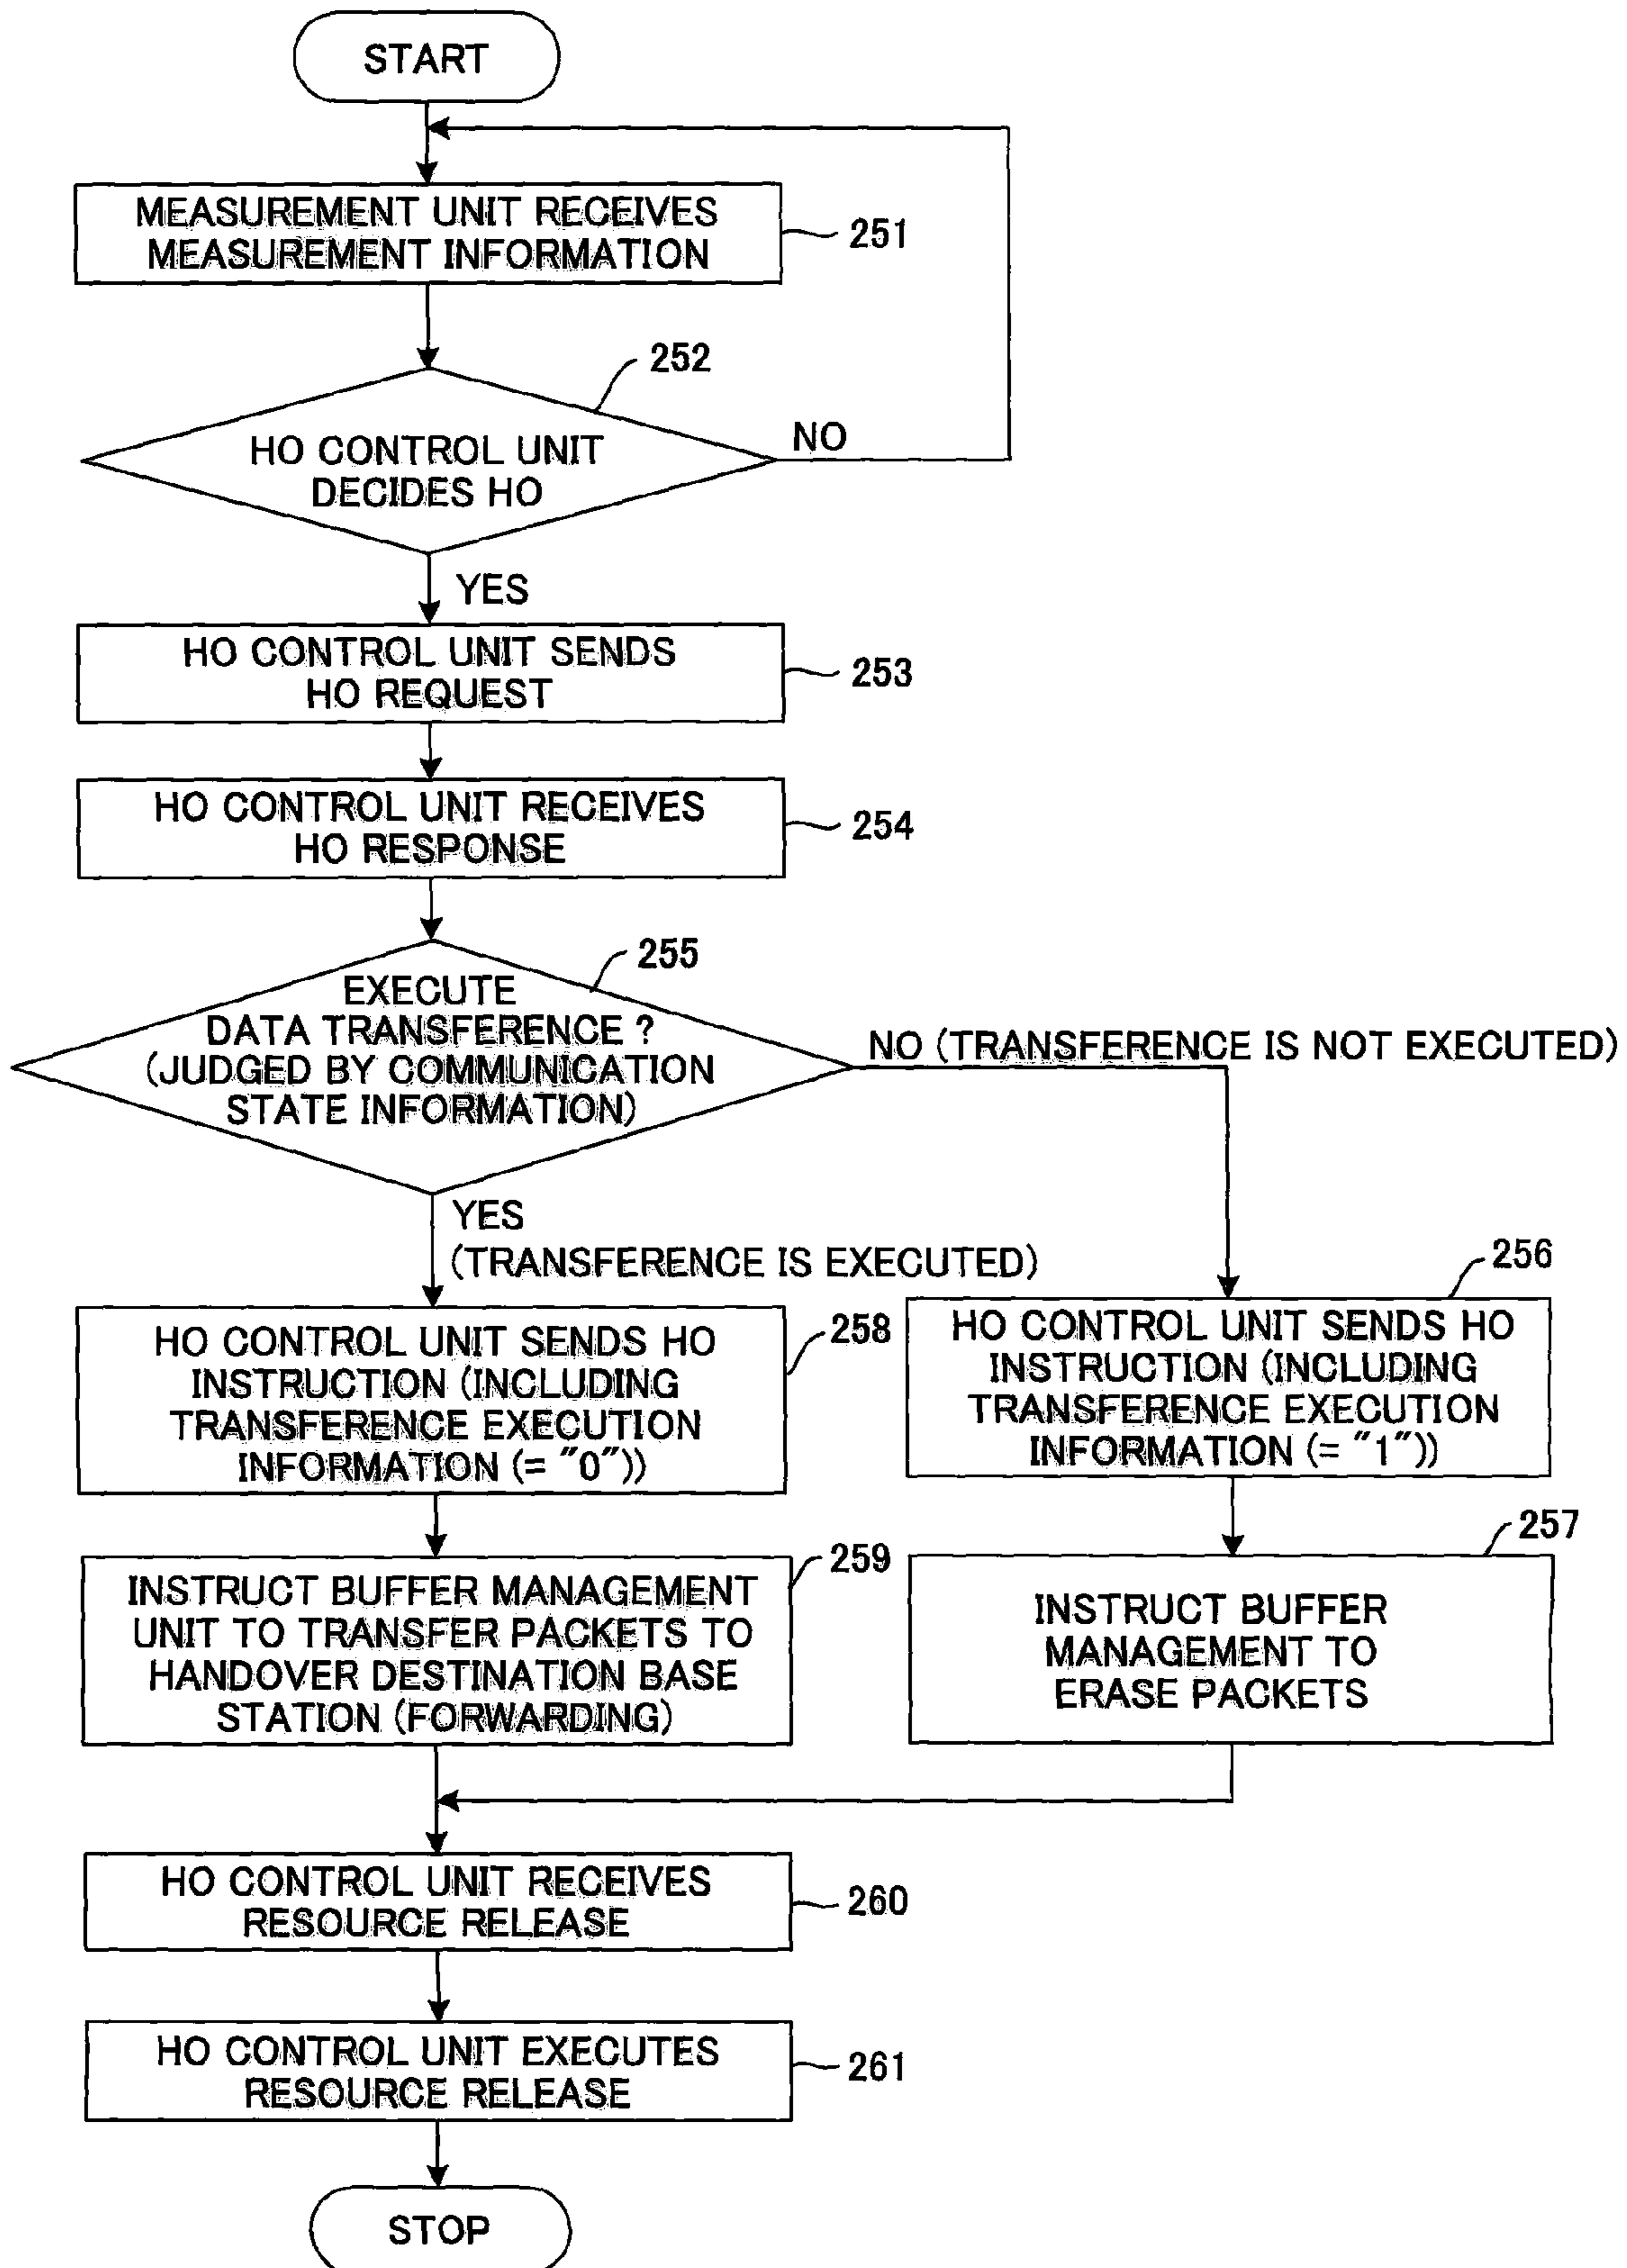 START
MEASUREMENT UNIT RECEIVES
MEASUREMENT INFORMATION
251
252
HO CONTROL UNIT
DECIDES HO
NO
YES
HO CONTROL UNIT SENDS
HO REQUEST
253
HO CONTROL UNIT RECEIVES
HO RESPONSE
254
255
EXECUTE
DATA TRANSFERENCE ?
(JUDGED BY COMMUNICATION
STATE INFORMATION)
NO (TRANSFERENCE IS NOT EXECUTED)
YES
(TRANSFERENCE IS EXECUTED)
258
HO CONTROL UNIT SENDS HO
INSTRUCTION (INCLUDING
TRANSFERENCE EXECUTION
INFORMATION (= "0"))
256
HO CONTROL UNIT SENDS HO
INSTRUCTION (INCLUDING
TRANSFERENCE EXECUTION
INFORMATION (= "1"))
259
INSTRUCT BUFFER MANAGEMENT
UNIT TO TRANSFER PACKETS TO
HANDOVER DESTINATION BASE
STATION (FORWARDING)
257
INSTRUCT BUFFER
MANAGEMENT TO
ERASE PACKETS
HO CONTROL UNIT RECEIVES
RESOURCE RELEASE
260
HO CONTROL UNIT EXECUTES
RESOURCE RELEASE
261
STOP